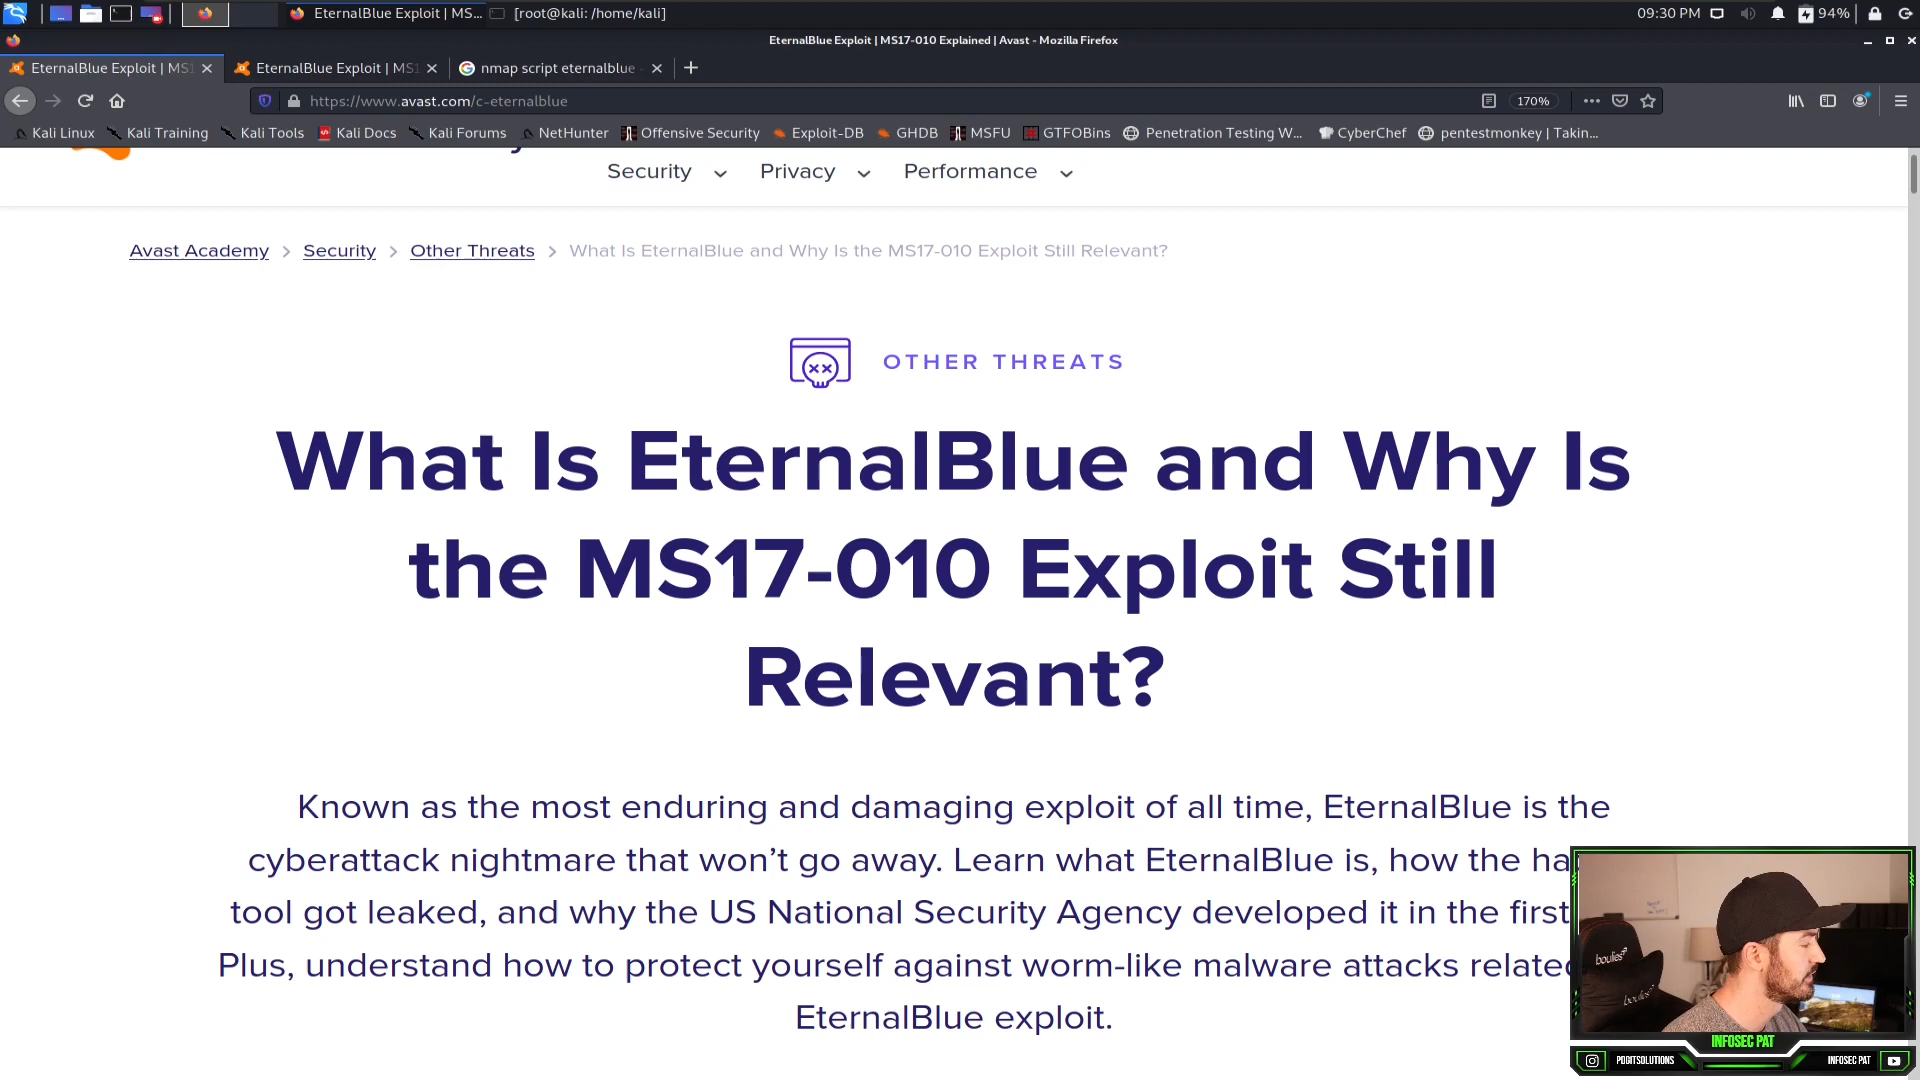 EternalBlue Exploit | MS...
[root@kali: /home/kali]
09:30 PM
94%
EternalBlue Exploit | MS17-010 Explained | Avast - Mozilla Firefox
EternalBlue Exploit | MS1
EternalBlue Exploit | MS1
nmap script eternalblue
https://www.avast.com/c-eternalblue
170%
Kali Linux
Kali Training
Kali Tools
Kali Docs
Kali Forums
NetHunter
Offensive Security
Exploit-DB
GHDB
MSFU
GTFOBins
Penetration Testing W...
CyberChef
pentestmonkey | Takin...
Security
Privacy
Performance
Avast Academy > Security > Other Threats > What Is EternalBlue and Why Is the MS17-010 Exploit Still Relevant?
OTHER THREATS
What Is EternalBlue and Why Is
the MS17-010 Exploit Still
Relevant?
Known as the most enduring and damaging exploit of all time, EternalBlue is the
cyberattack nightmare that won’t go away. Learn what EternalBlue is, how the ha
tool got leaked, and why the US National Security Agency developed it in the first
Plus, understand how to protect yourself against worm-like malware attacks related
EternalBlue exploit.
boulies
boulies
INFOSEC PAT
PDDITSOLUTIONS
INFOSEC PAT